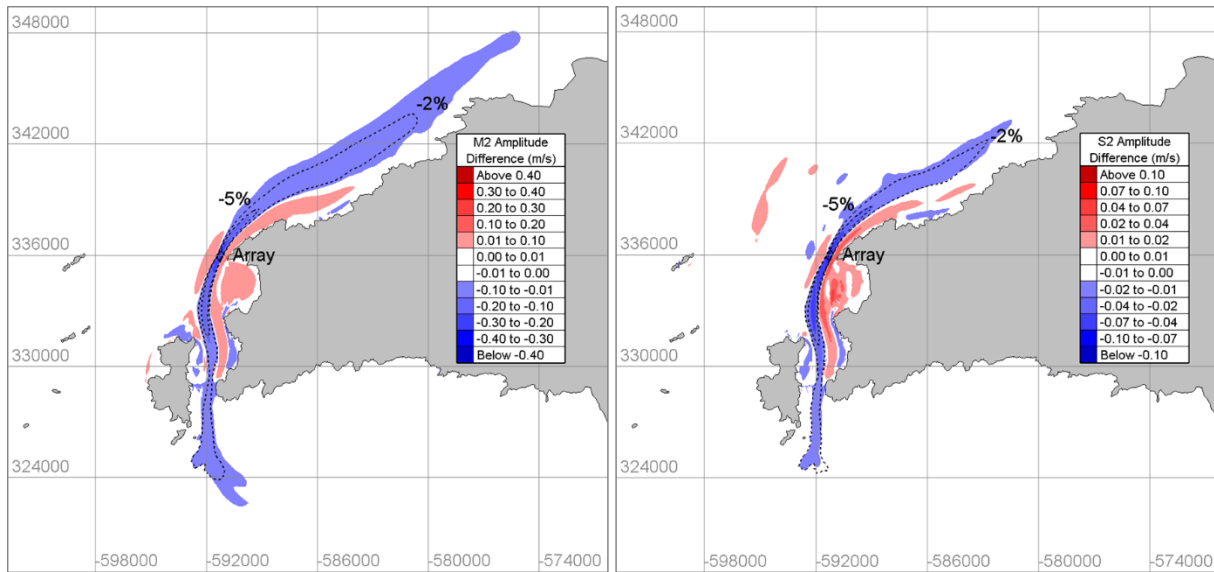 348000
342000
336000
330000
324000
-598000
-592000
-586000
-580000
-574000
-2%
-5%
Array
M2 Amplitude
Difference (m/s)
Above 0.40
0.30 to 0.40
0.20 to 0.30
0.10 to 0.20
0.01 to 0.10
0.00 to 0.01
-0.01 to 0.00
-0.10 to -0.01
-0.20 to -0.10
-0.30 to -0.20
-0.40 to -0.30
Below -0.40
348000
342000
336000
330000
324000
-598000
-592000
-586000
-580000
-574000
-2%
-5%
Array
S2 Amplitude
Difference (m/s)
Above 0.10
0.07 to 0.10
0.04 to 0.07
0.02 to 0.04
0.01 to 0.02
0.00 to 0.01
-0.01 to 0.00
-0.02 to -0.01
-0.04 to -0.02
-0.07 to -0.04
-0.10 to -0.07
Below -0.10